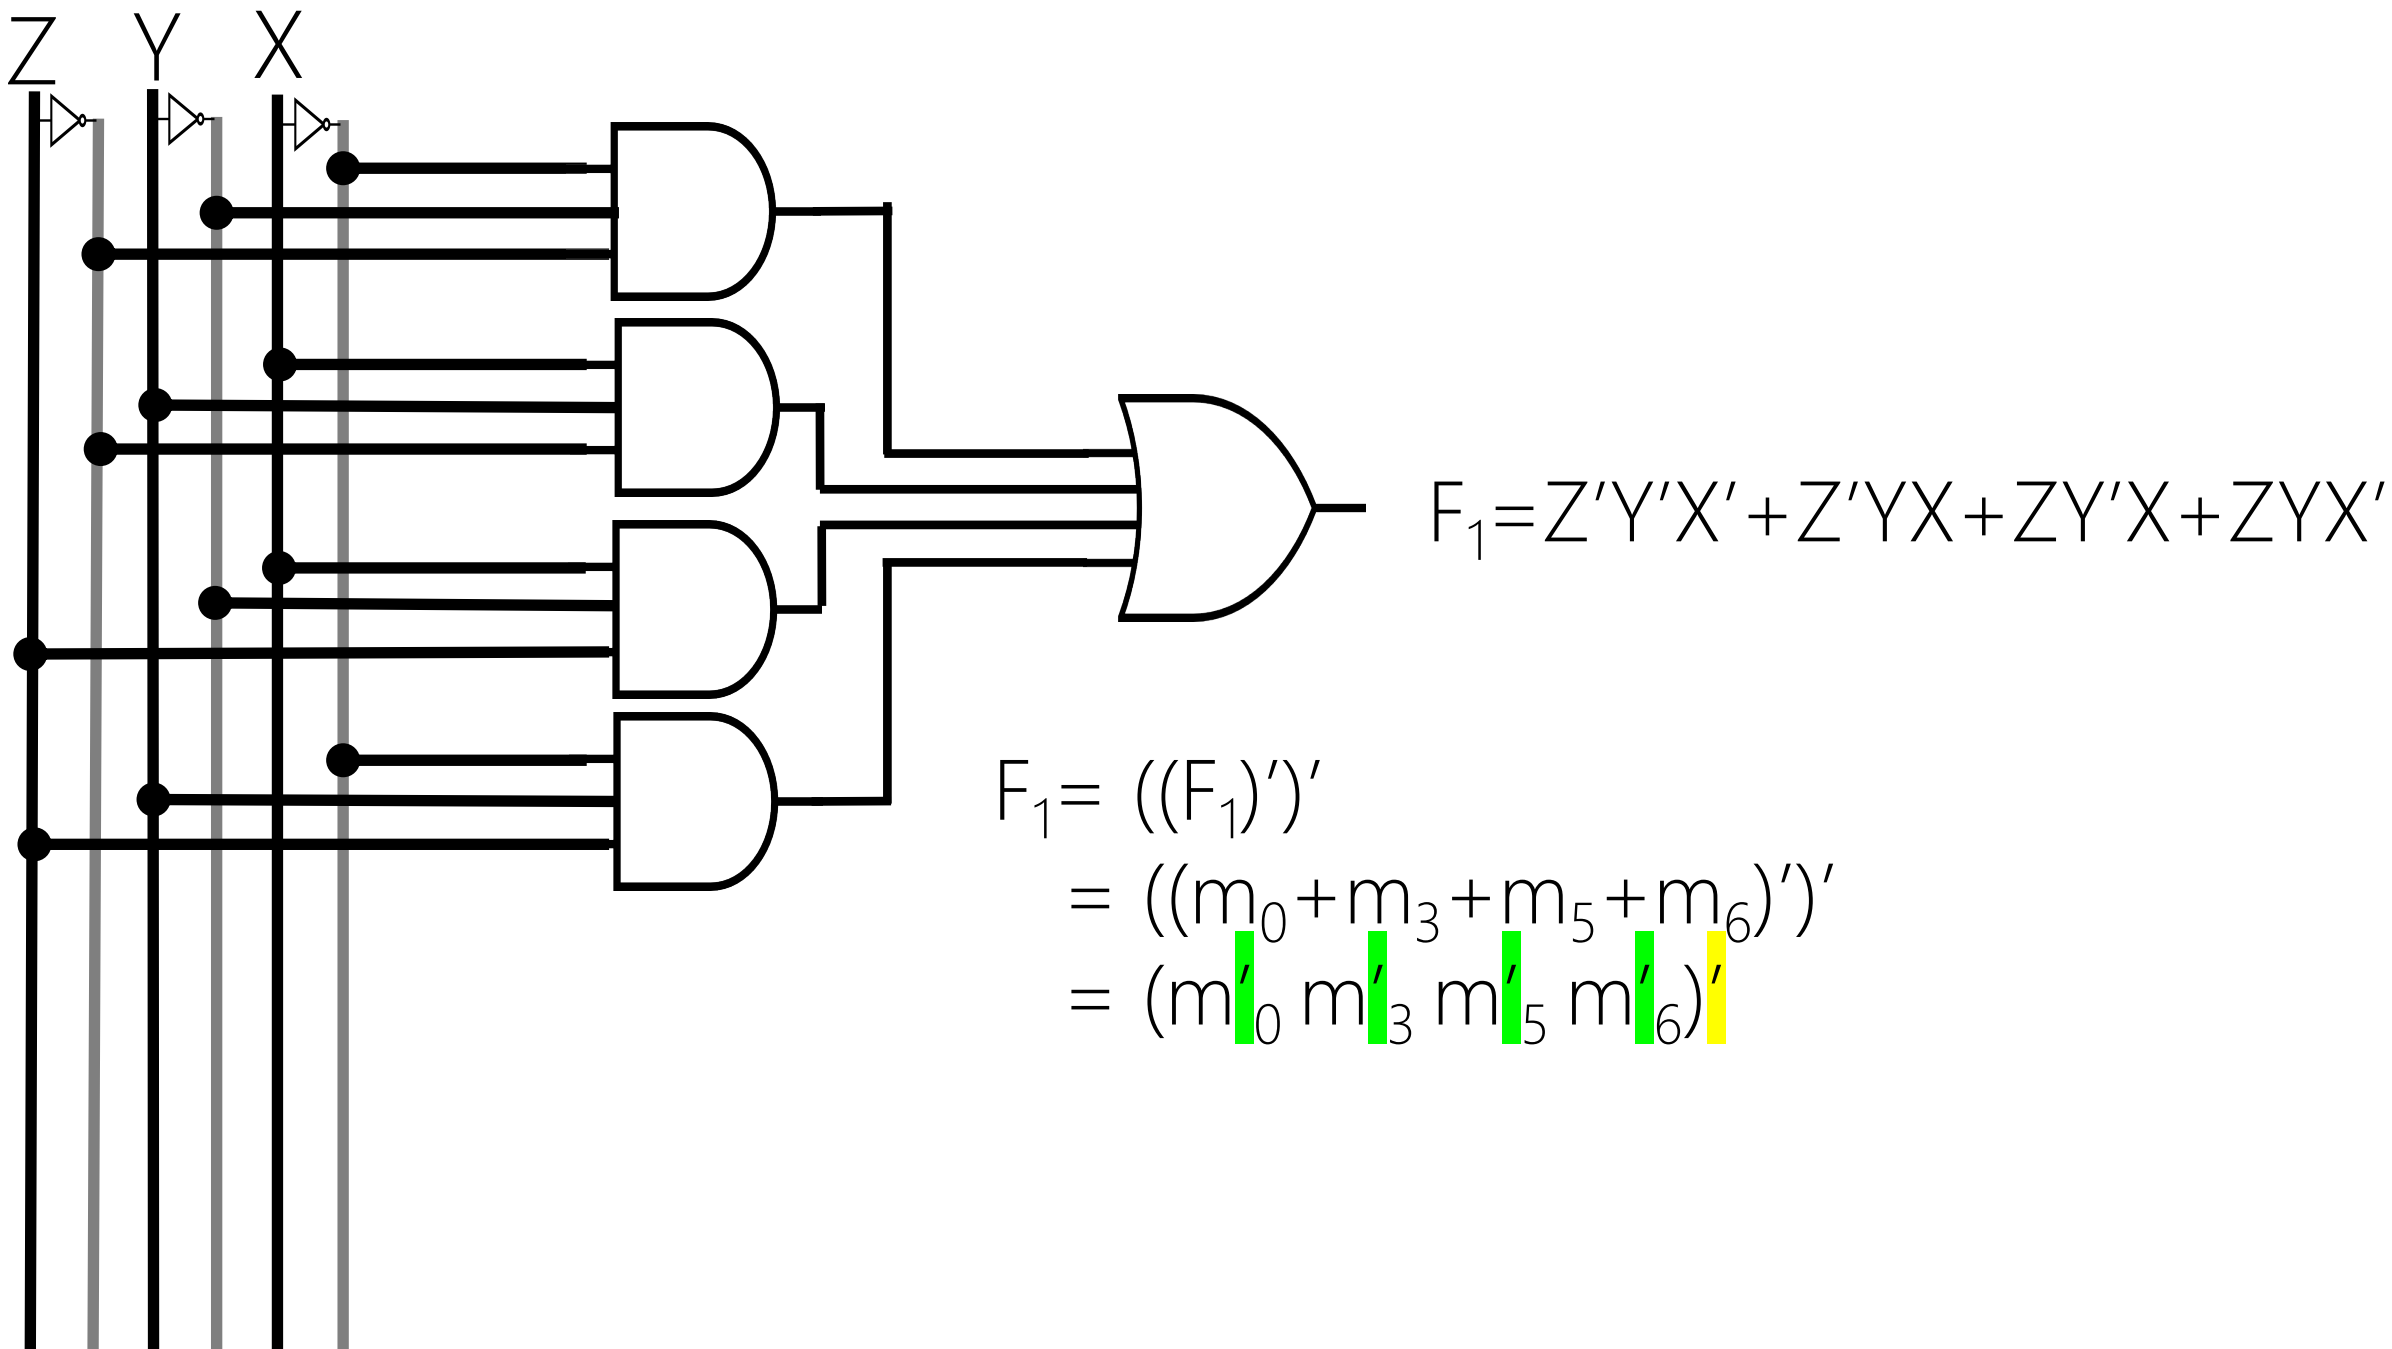 Z Y X
F₁=Z′Y′X′+Z′YX+ZY′X+ZYX′
F₁= ((F₁)′)′
= ((m₀+m₃+m₅+m₆)′)′
= (m′₀ m′₃ m′₅ m′₆)′